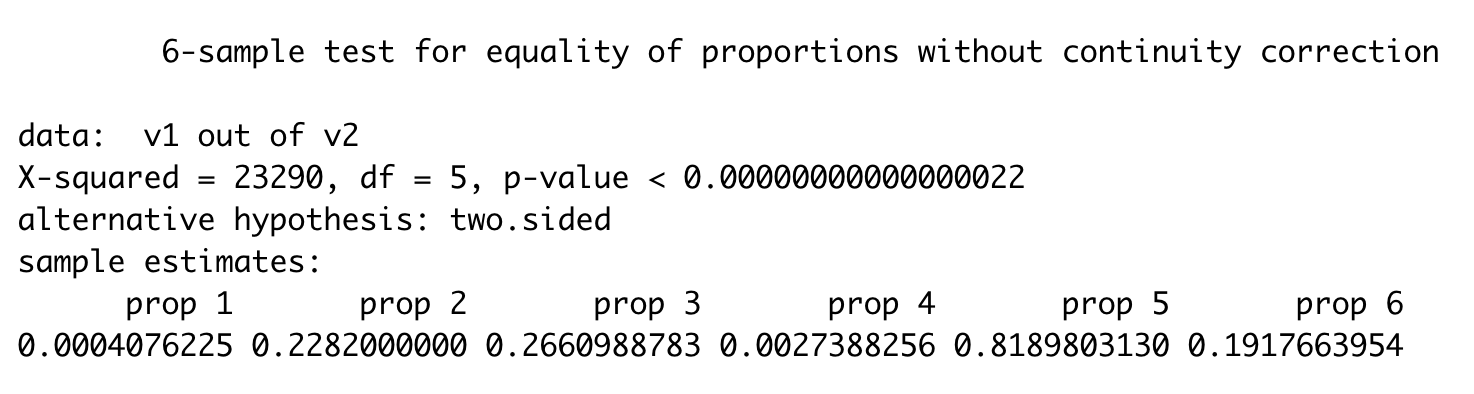 6-sample test for equality of proportions without continuity correction
data:  v1 out of v2
X-squared = 23290, df = 5, p-value < 0.00000000000000022
alternative hypothesis: two.sided
sample estimates:
prop 1 prop 2 prop 3 prop 4 prop 5 prop 6
0.0004076225 0.2282000000 0.2660988783 0.0027388256 0.8189803130 0.1917663954